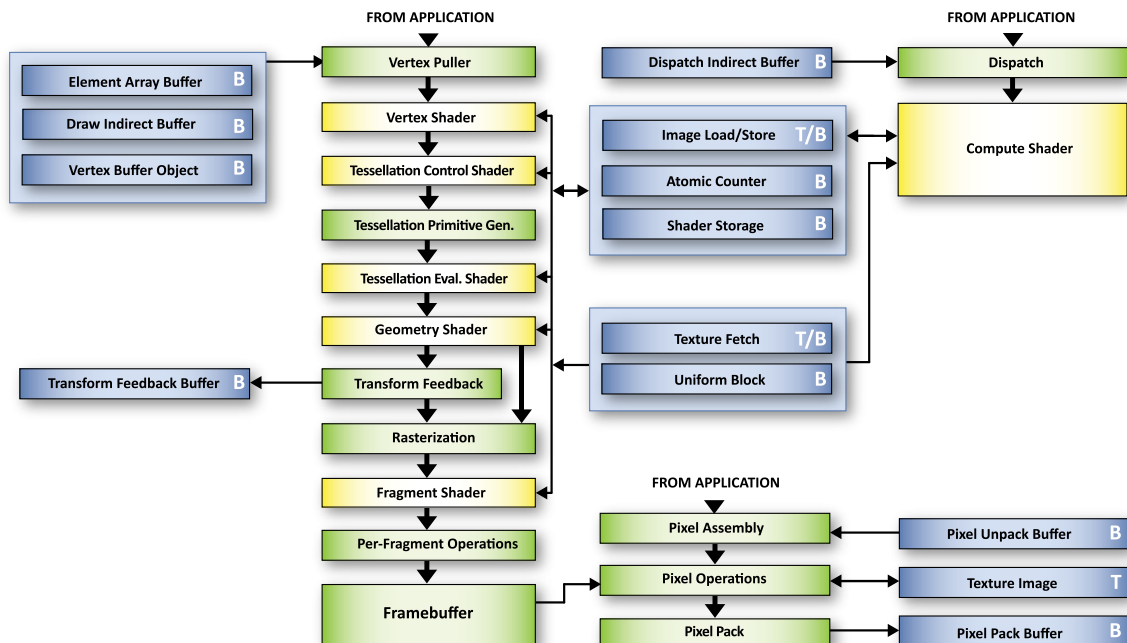 FROM APPLICATION
Vertex Puller
Element Array Buffer B
Draw Indirect Buffer B
Vertex Buffer Object B
Vertex Shader
Tessellation Control Shader
Tessellation Primitive Gen.
Tessellation Eval. Shader
Geometry Shader
Transform Feedback
Transform Feedback Buffer B
Rasterization
Fragment Shader
Per-Fragment Operations
Framebuffer
FROM APPLICATION
Dispatch Indirect Buffer B
Dispatch
Image Load/Store T/B
Atomic Counter B
Shader Storage B
Compute Shader
Texture Fetch T/B
Uniform Block B
FROM APPLICATION
Pixel Assembly
Pixel Unpack Buffer B
Pixel Operations
Texture Image T
Pixel Pack
Pixel Pack Buffer B